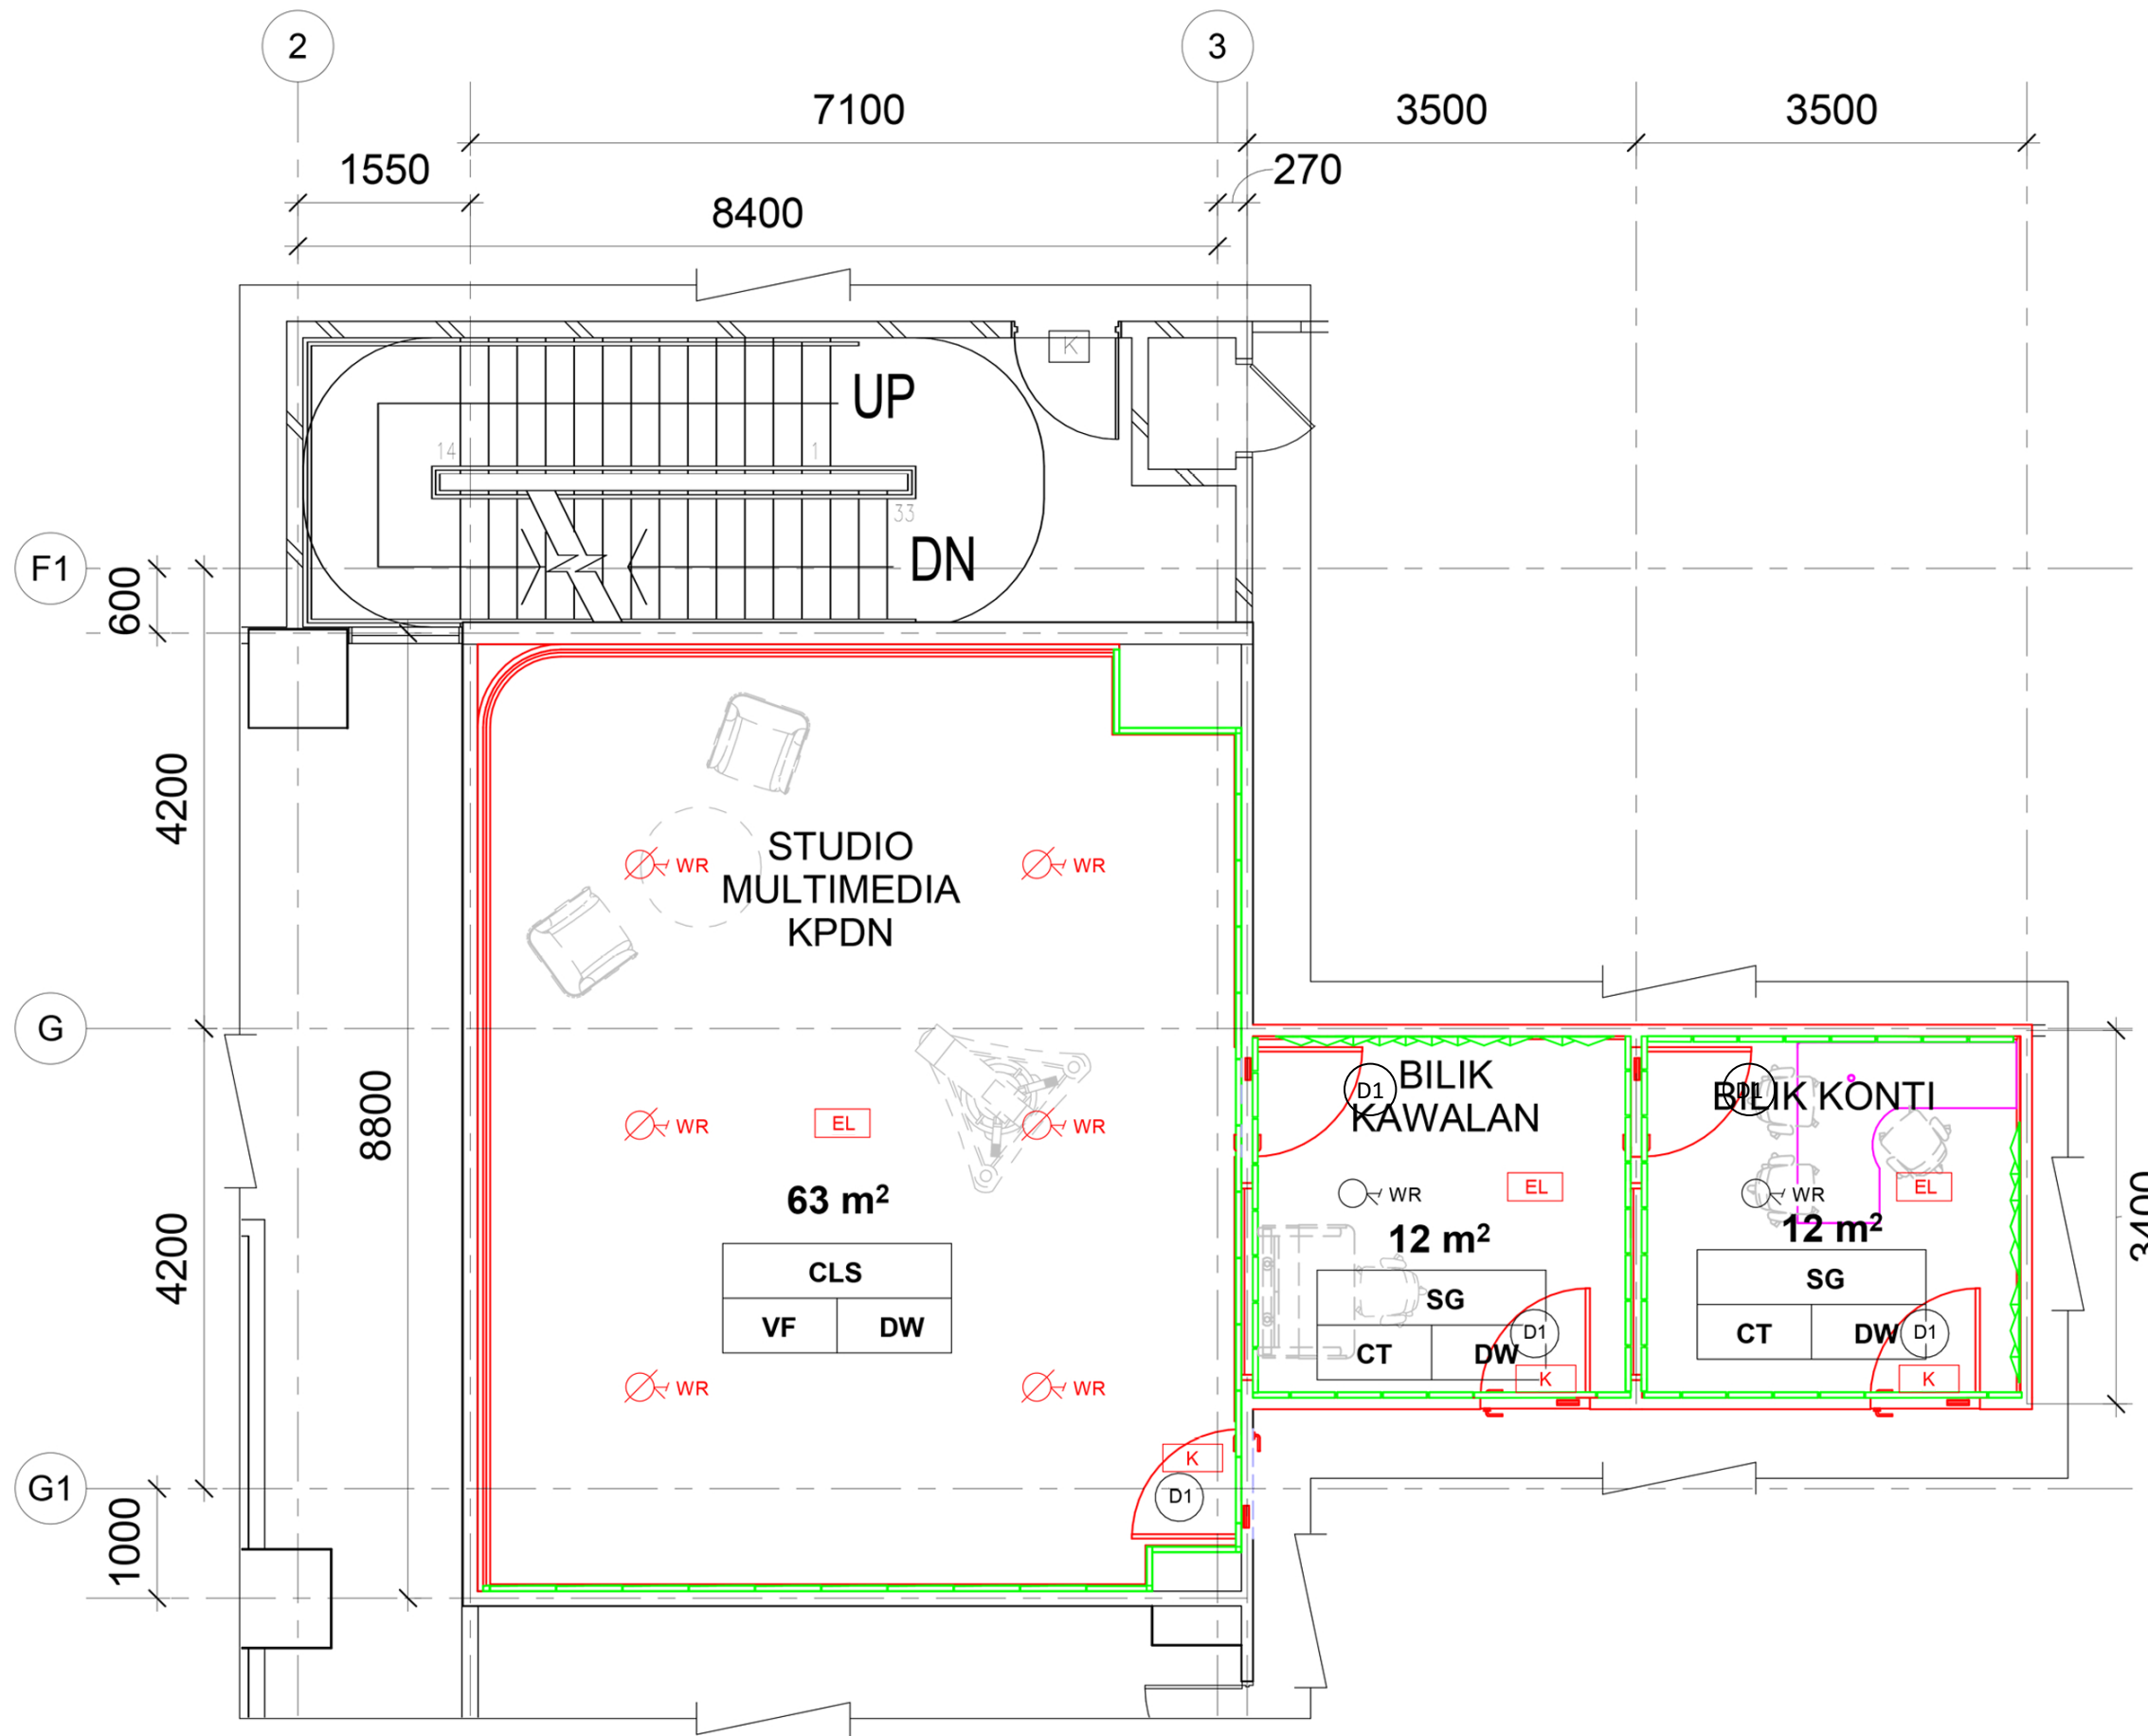 2
3
7100
3500
3500
1550
270
8400
K
UP
14
1
33
DN
F1
600
4200
STUDIO
MULTIMEDIA
KPDN
WR
WR
G
8800
BILIK
KAWALAN
D1
BILIK KONTI
D1
WR
EL
WR
63 m²
WR
EL
WR
EL
12 m²
12 m²
3400
4200
CLS
VF
DW
SG
CT
DW
D1
K
SG
CT
DW
D1
K
WR
WR
K
D1
G1
1000